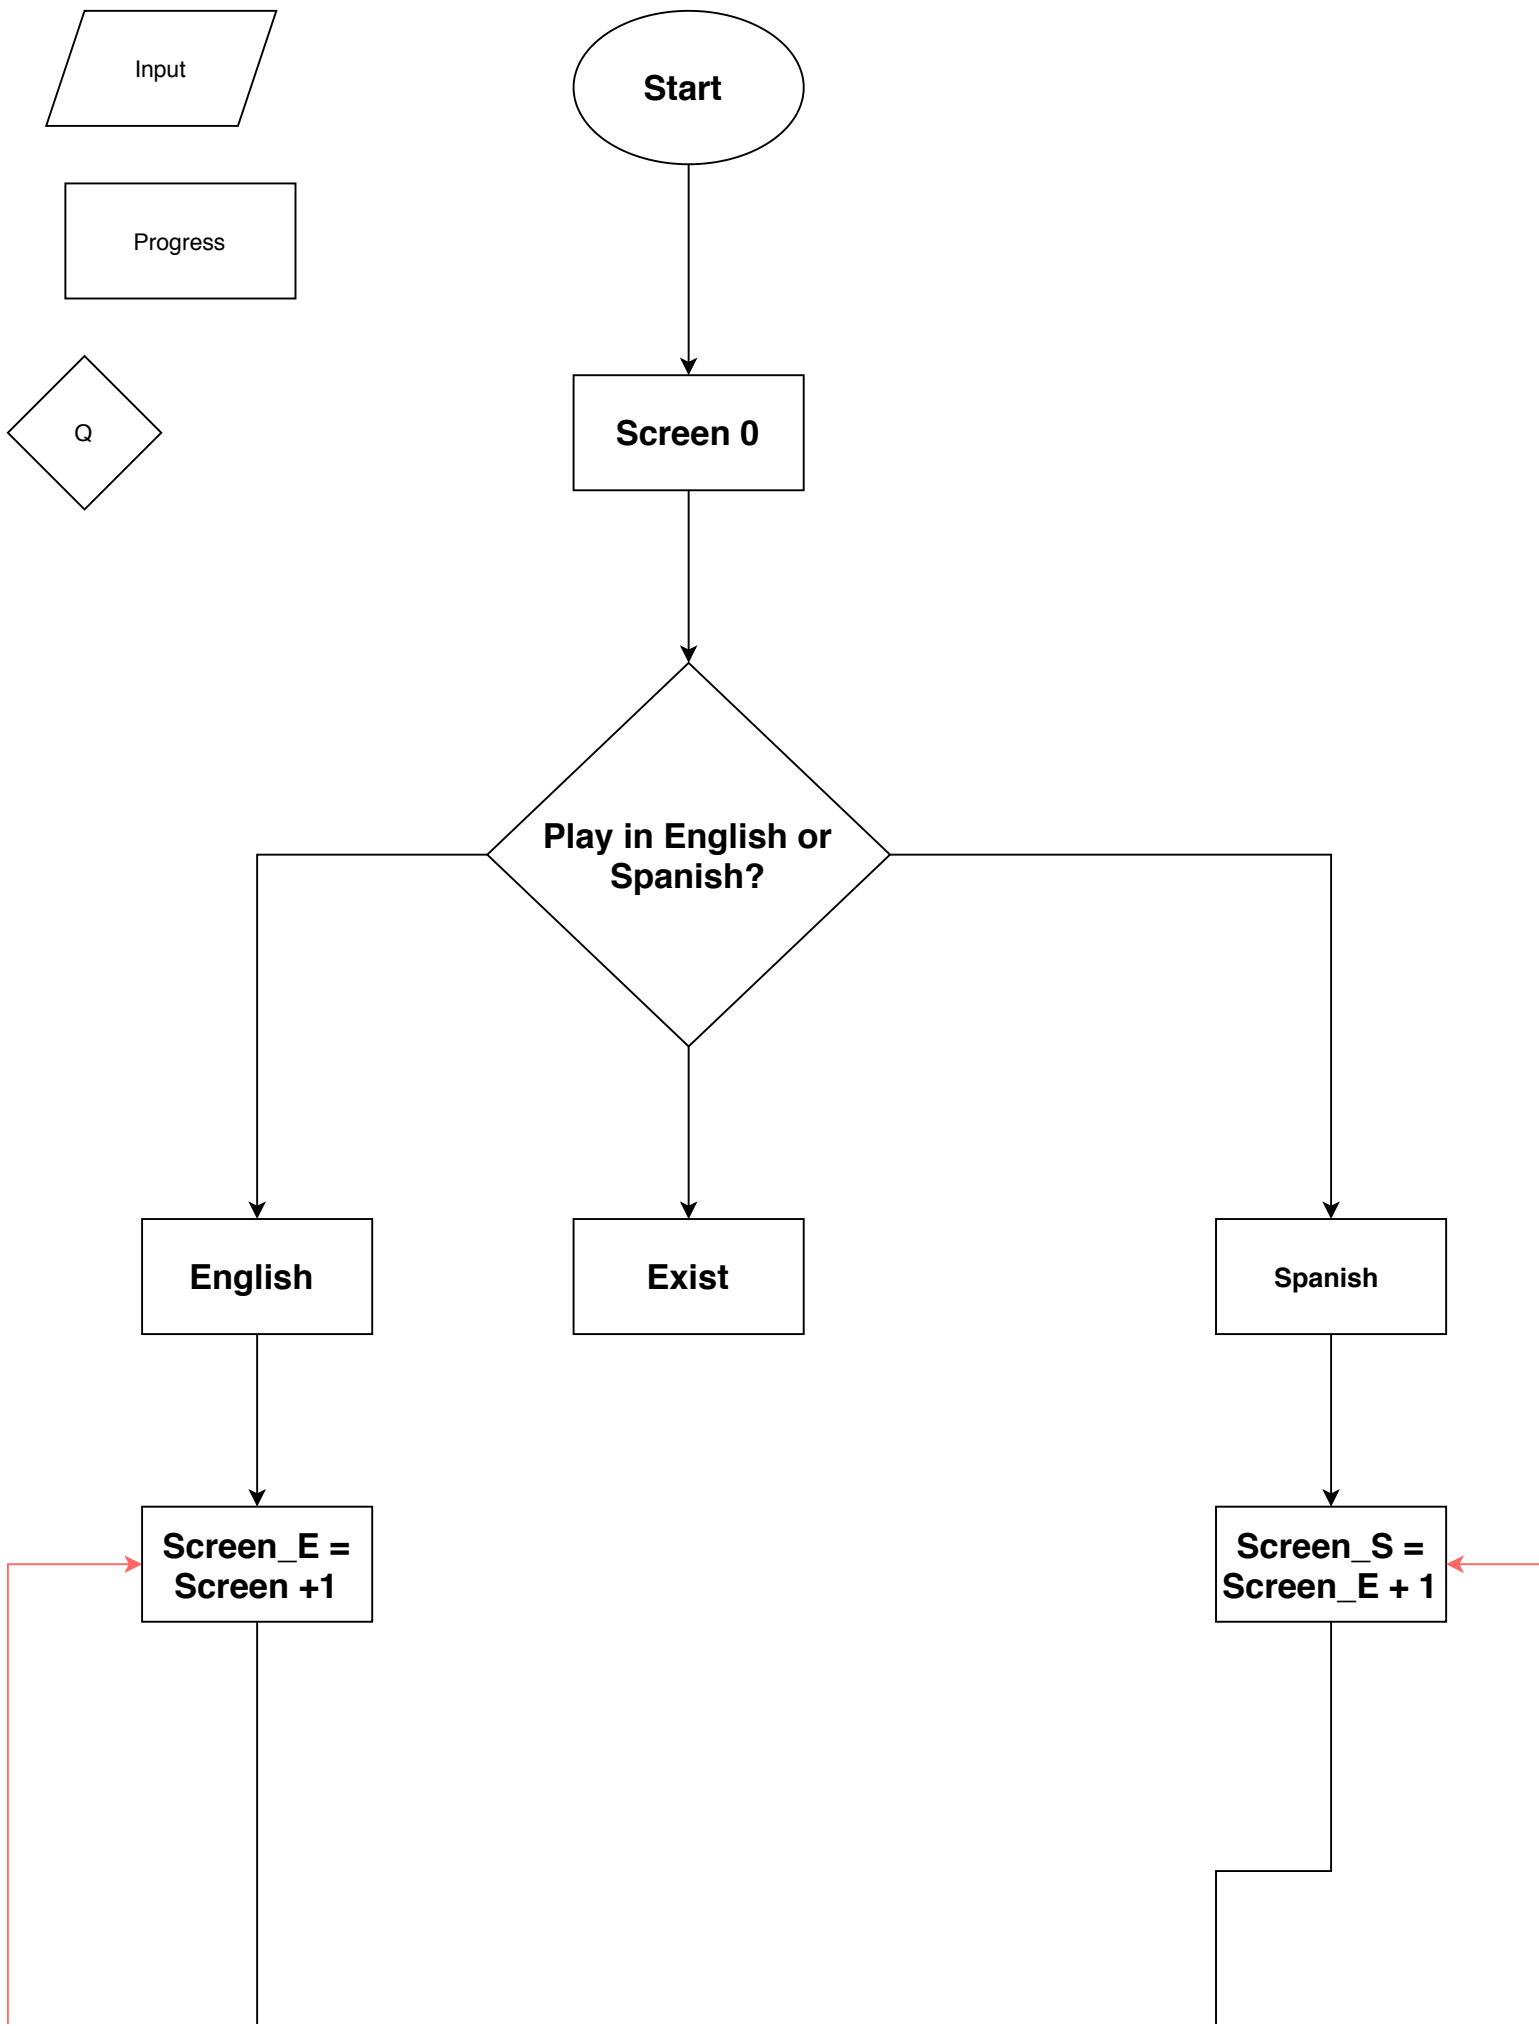 Input
Start
Progress
Screen 0
Q
Play in English or
Spanish?
English
Exist
Spanish
Screen_E =
Screen +1
Screen_S =
Screen_E + 1